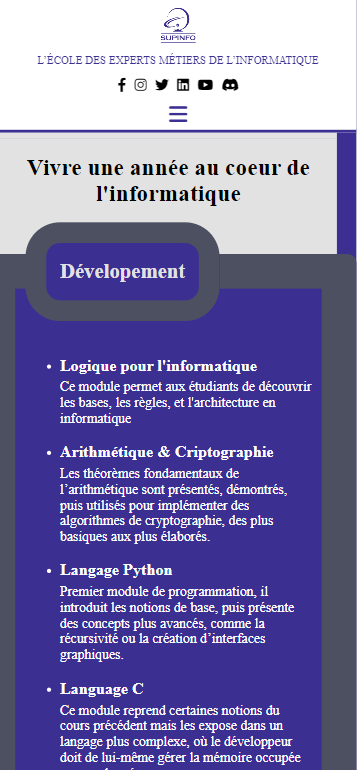 SUPINFO
L'ÉCOLE DES EXPERTS MÉTIERS DE L'INFORMATIQUE
Vivre une année au coeur de
l'informatique
Dévelopement
Logique pour l'informatique
Ce module permet aux étudiants de découvrir
les bases, les règles, et l'architecture en
informatique
Arithmétique & Criptographie
Les théorèmes fondamentaux de
l’arithmétique sont présentés, démontrés,
puis utilisés pour implémenter des
algorithmes de cryptographie, des plus
basiques aux plus élaborés.
Langage Python
Premier module de programmation, il
introduit les notions de base, puis présente
des concepts plus avancés, comme la
récursivité ou la création d’interfaces
graphiques.
Language C
Ce module reprend certaines notions du
cours précédent mais les expose dans un
langage plus complexe, où le développeur
doit de lui-même gérer la mémoire occupée